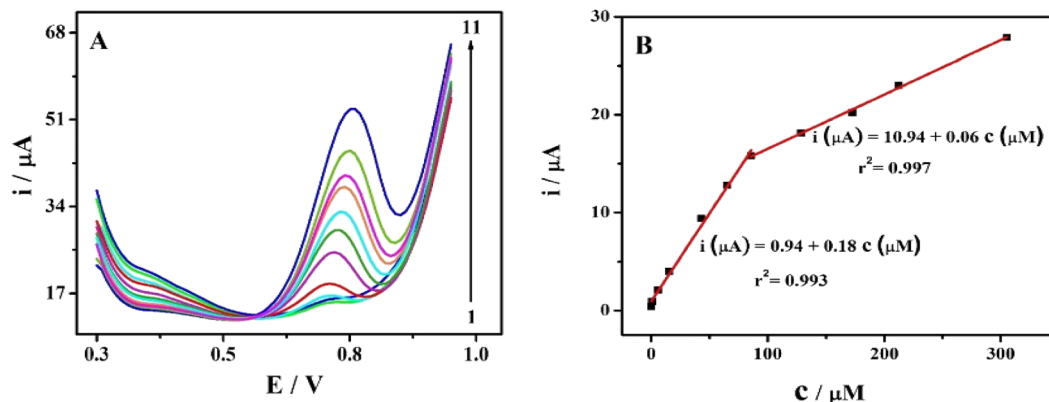 A
11
1
68
51
34
17
i / µA
0.3
0.5
0.8
1.0
E / V
B
30
20
10
0
i / µA
i (µA) = 10.94 + 0.06 c (µM)
r² = 0.997
i (µA) = 0.94 + 0.18 c (µM)
r² = 0.993
0
100
200
300
c / µM